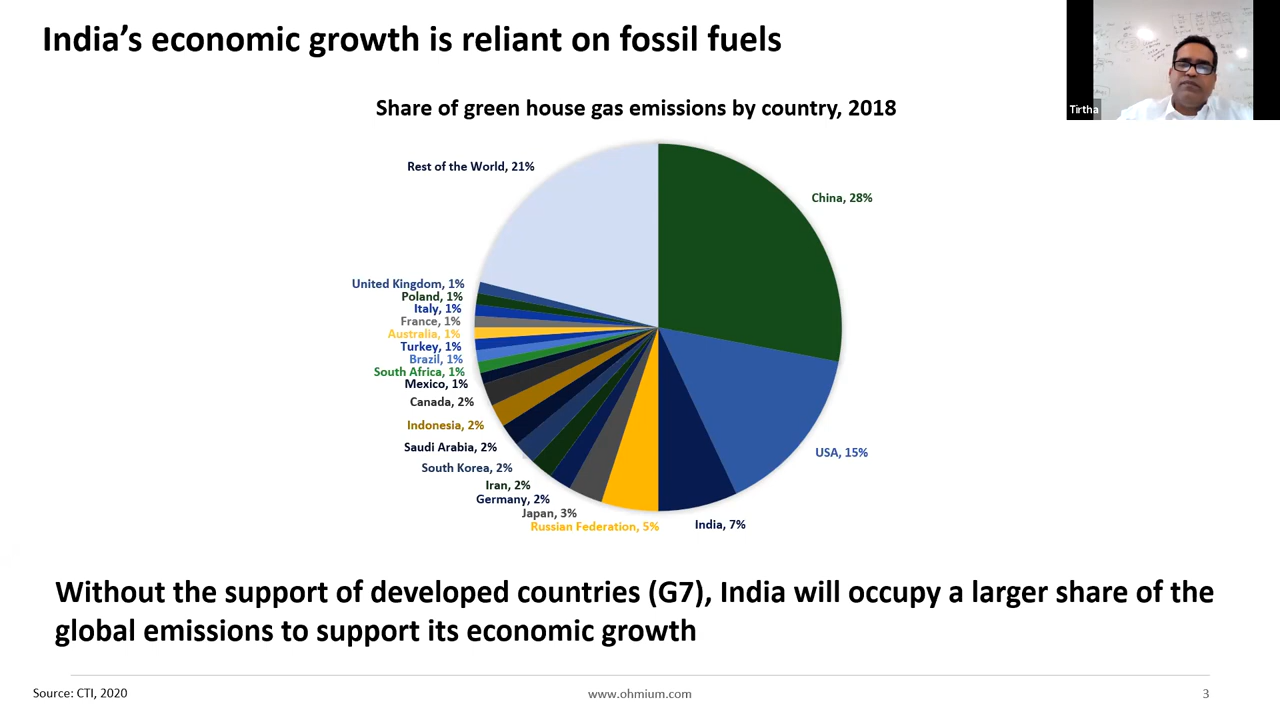 India's economic growth is reliant on fossil fuels
Tirtha
Share of green house gas emissions by country, 2018
Rest of the World, 21%
China, 28%
United Kingdom, 1%
Poland, 1%
Italy, 1%
France, 1%
Australia, 1%
Turkey, 1%
Brazil, 1%
South Africa, 1%
Mexico, 1%
Canada, 2%
Indonesia, 2%
Saudi Arabia, 2%
South Korea, 2%
Iran, 2%
Germany, 2%
Japan, 3%
Russian Federation, 5%
India, 7%
USA, 15%
Without the support of developed countries (G7), India will occupy a larger share of the
global emissions to support its economic growth
Source: CTI, 2020
www.ohmium.com
3